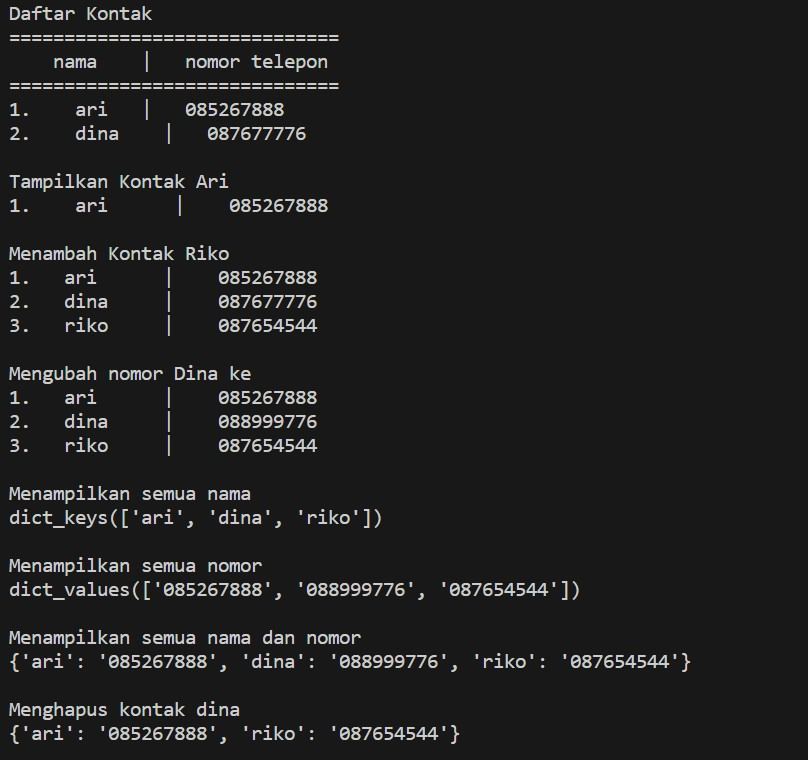 Daftar Kontak
==============================
    nama    |   nomor telepon
==============================
1.    ari   |   085267888
2.    dina    |   087677776

Tampilkan Kontak Ari
1.    ari      |    085267888

Menambah Kontak Riko
1.   ari      |    085267888
2.   dina     |    087677776
3.   riko     |    087654544

Mengubah nomor Dina ke
1.   ari      |    085267888
2.   dina     |    088999776
3.   riko     |    087654544

Menampilkan semua nama
dict_keys(['ari', 'dina', 'riko'])

Menampilkan semua nomor
dict_values(['085267888', '088999776', '087654544'])

Menampilkan semua nama dan nomor
{'ari': '085267888', 'dina': '088999776', 'riko': '087654544'}

Menghapus kontak dina
{'ari': '085267888', 'riko': '087654544'}